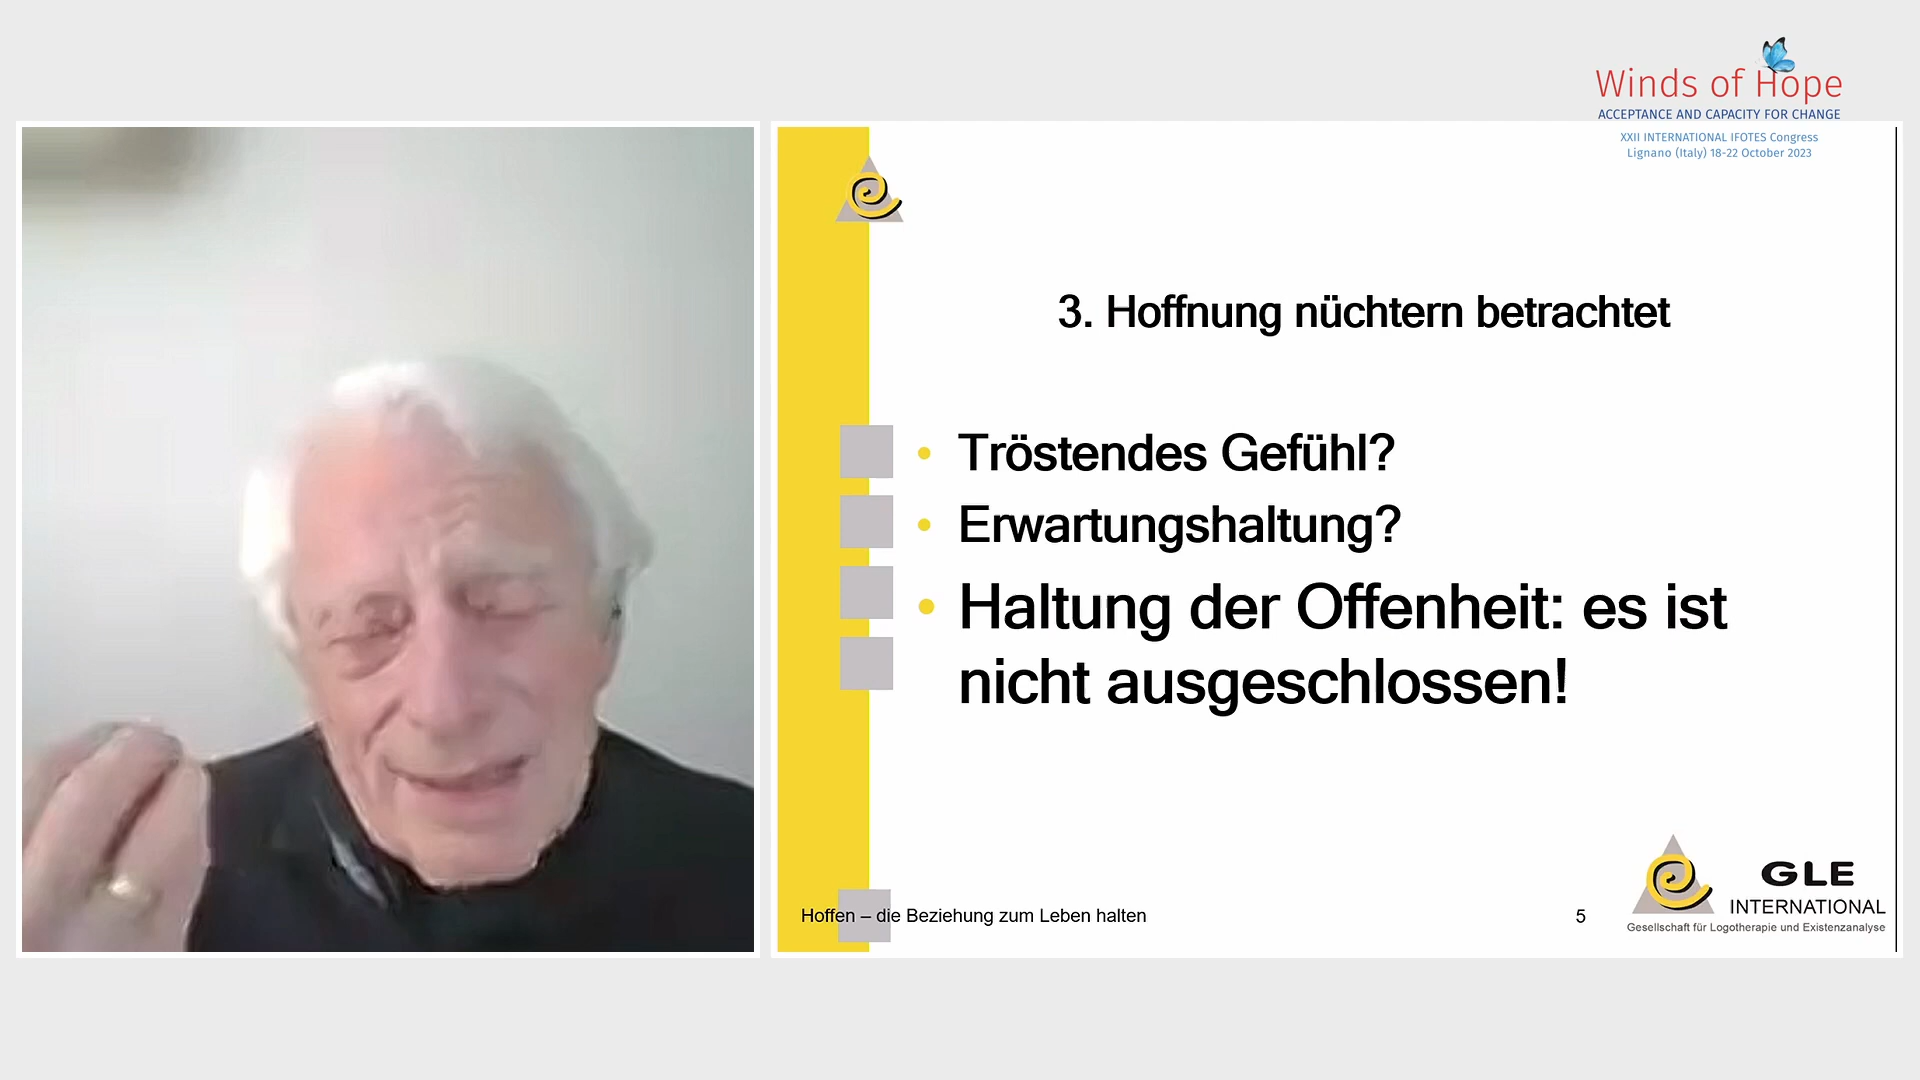 Winds of Hope
ACCEPTANCE AND CAPACITY FOR CHANGE
XXII INTERNATIONAL IFOTES Congress
Lignano (Italy) 18-22 October 2023
3. Hoffnung nüchtern betrachtet
• Tröstendes Gefühl?
• Erwartungshaltung?
• Haltung der Offenheit: es ist
nicht ausgeschlossen!
Hoffen – die Beziehung zum Leben halten
5
GLE
INTERNATIONAL
Gesellschaft für Logotherapie und Existenzanalyse